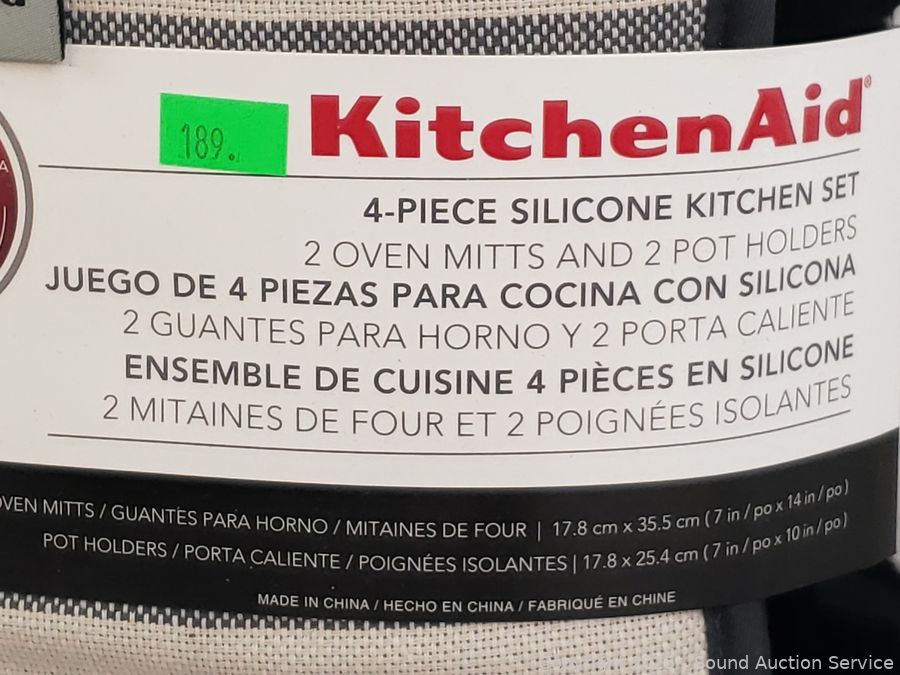 189.
KitchenAid®
4-PIECE SILICONE KITCHEN SET
2 OVEN MITTS AND 2 POT HOLDERS
JUEGO DE 4 PIEZAS PARA COCINA CON SILICONA
2 GUANTES PARA HORNO Y 2 PORTA CALIENTE
ENSEMBLE DE CUISINE 4 PIÈCES EN SILICONE
2 MITAINES DE FOUR ET 2 POIGNÉES ISOLANTES
OVEN MITTS / GUANTES PARA HORNO / MITAINES DE FOUR | 17.8 cm x 35.5 cm ( 7 in / po x 14 in / po )
POT HOLDERS / PORTA CALIENTE / POIGNÉES ISOLANTES | 17.8 x 25.4 cm ( 7 in / po x 10 in / po )
MADE IN CHINA / HECHO EN CHINA / FABRIQUÉ EN CHINE
Sound Auction Service